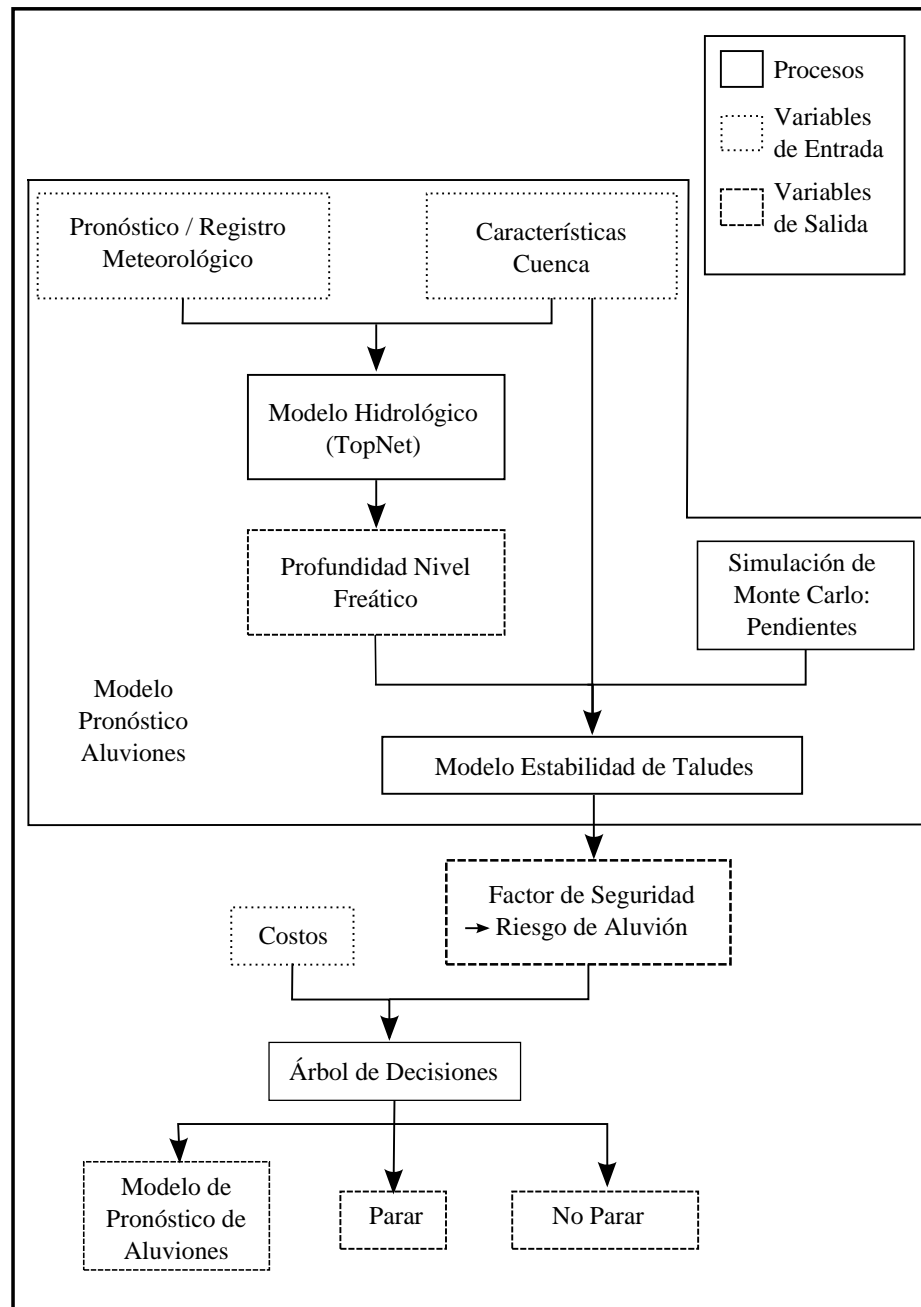 Procesos
Variables
de Entrada
Variables
de Salida
Pronóstico / Registro
Meteorológico
Características
Cuenca
Modelo Hidrológico
(TopNet)
Profundidad Nivel
Freático
Simulación de
Monte Carlo:
Pendientes
Modelo
Pronóstico
Aluviones
Modelo Estabilidad de Taludes
Factor de Seguridad
Riesgo de Aluvión
Costos
Árbol de Decisiones
Modelo de
Pronóstico de
Aluviones
Parar
No Parar